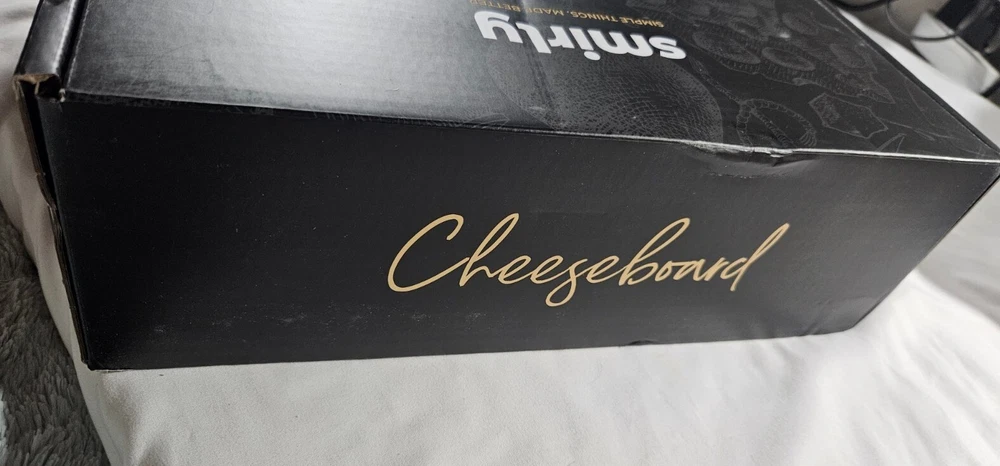 smirly
SIMPLE THINGS, MADE BETTER
Cheeseboard